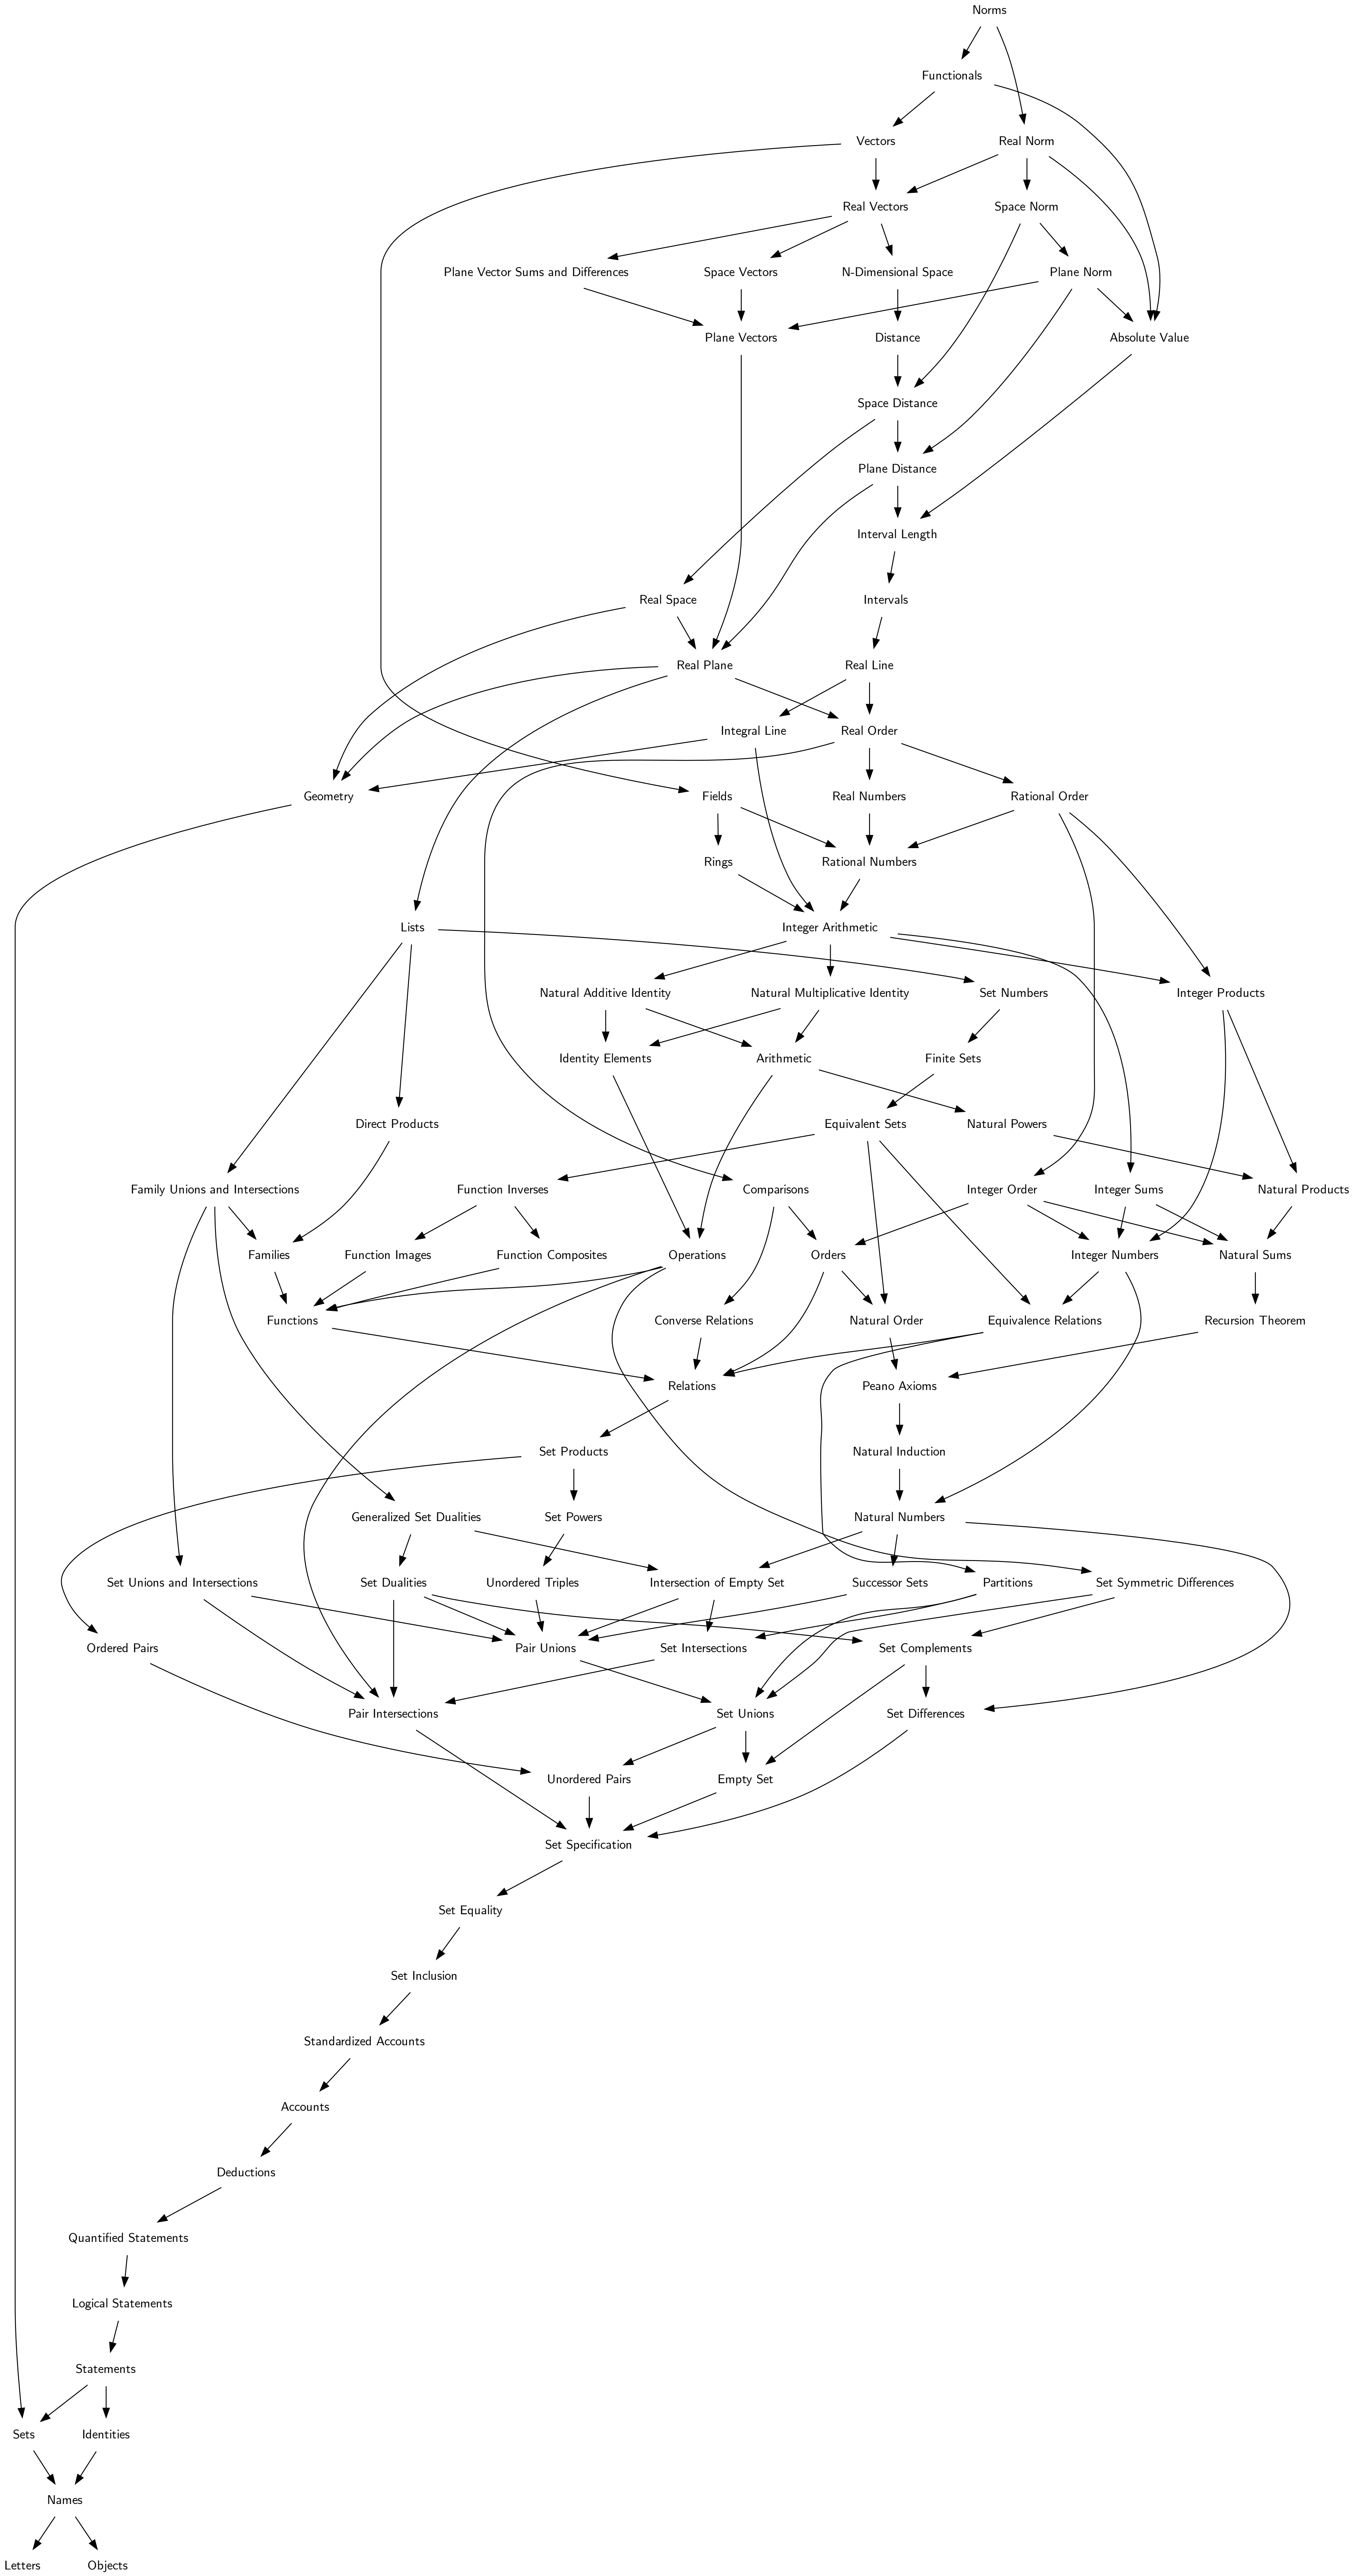 Norms
Functionals
Vectors
Real Norm
Real Vectors
Space Norm
Plane Vector Sums and Differences
Space Vectors
N-Dimensional Space
Plane Norm
Plane Vectors
Distance
Absolute Value
Space Distance
Plane Distance
Interval Length
Real Space
Intervals
Real Plane
Real Line
Integral Line
Real Order
Geometry
Fields
Real Numbers
Rational Order
Rings
Rational Numbers
Lists
Integer Arithmetic
Natural Additive Identity
Natural Multiplicative Identity
Set Numbers
Integer Products
Identity Elements
Arithmetic
Finite Sets
Direct Products
Equivalent Sets
Natural Powers
Family Unions and Intersections
Function Inverses
Comparisons
Integer Order
Integer Sums
Natural Products
Families
Function Images
Function Composites
Operations
Orders
Integer Numbers
Natural Sums
Functions
Converse Relations
Natural Order
Equivalence Relations
Recursion Theorem
Relations
Peano Axioms
Set Products
Natural Induction
Generalized Set Dualities
Set Powers
Natural Numbers
Set Unions and Intersections
Set Dualities
Unordered Triples
Intersection of Empty Set
Successor Sets
Partitions
Set Symmetric Differences
Ordered Pairs
Pair Unions
Set Intersections
Set Complements
Pair Intersections
Set Unions
Set Differences
Unordered Pairs
Empty Set
Set Specification
Set Equality
Set Inclusion
Standardized Accounts
Accounts
Deductions
Quantified Statements
Logical Statements
Statements
Sets
Identities
Names
Letters
Objects